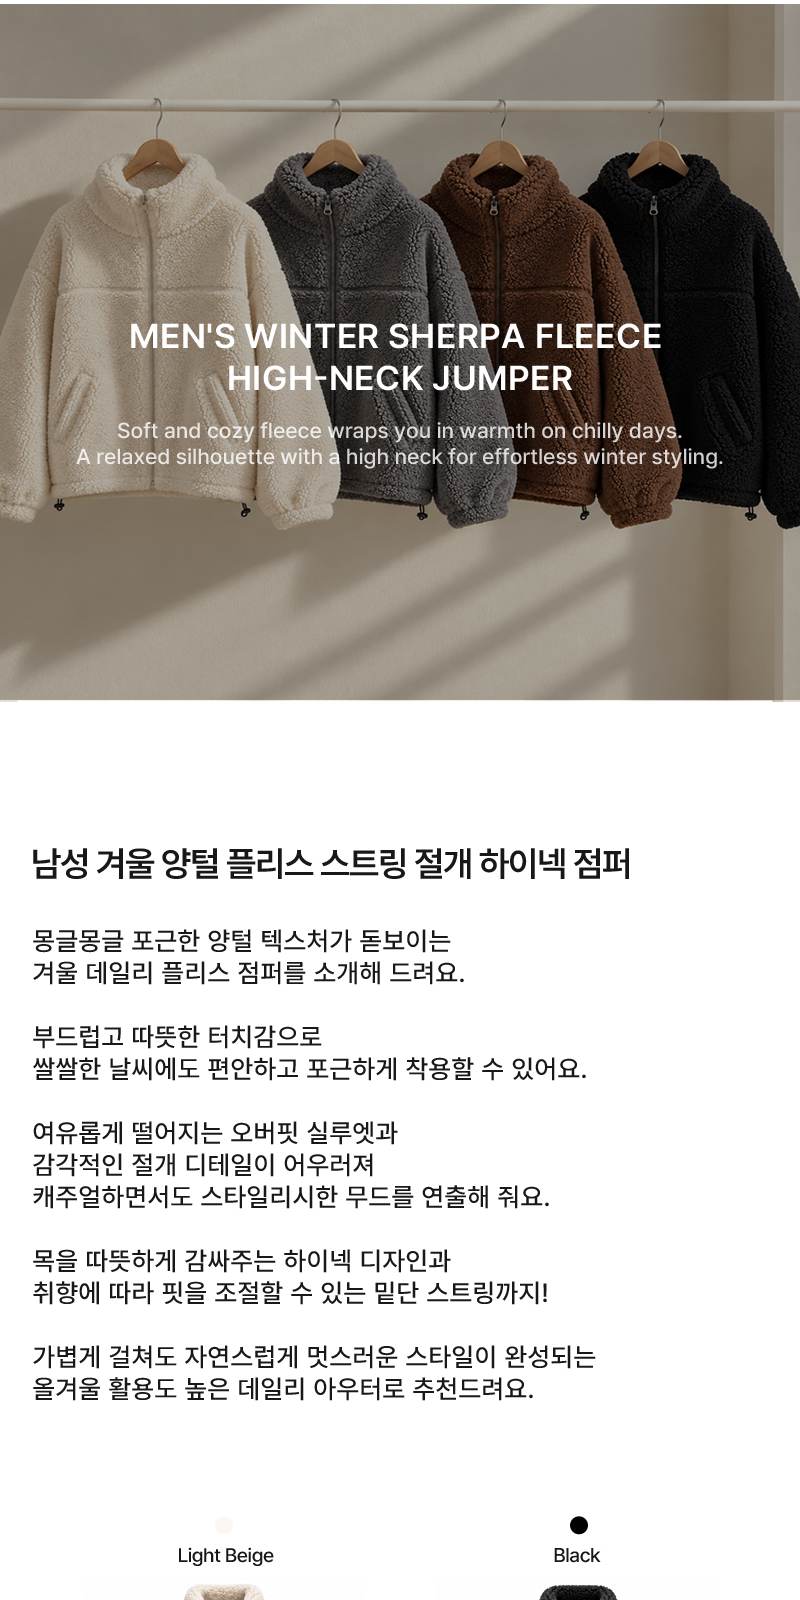 MEN'S WINTER SHERPA FLEECE
HIGH-NECK JUMPER
Soft and cozy fleece wraps you in warmth on chilly days.
A relaxed silhouette with a high neck for effortless winter styling.
남성 겨울 양털 플리스 스트링 절개 하이넥 점퍼
몽글몽글 포근한 양털 텍스처가 돋보이는
겨울 데일리 플리스 점퍼를 소개해 드려요.
부드럽고 따뜻한 터치감으로
쌀쌀한 날씨에도 편안하고 포근하게 착용할 수 있어요.
여유롭게 떨어지는 오버핏 실루엣과
감각적인 절개 디테일이 어우러져
캐주얼하면서도 스타일리시한 무드를 연출해 줘요.
목을 따뜻하게 감싸주는 하이넥 디자인과
취향에 따라 핏을 조절할 수 있는 밑단 스트링까지!
가볍게 걸쳐도 자연스럽게 멋스러운 스타일이 완성되는
올겨울 활용도 높은 데일리 아우터로 추천드려요.
Light Beige
Black